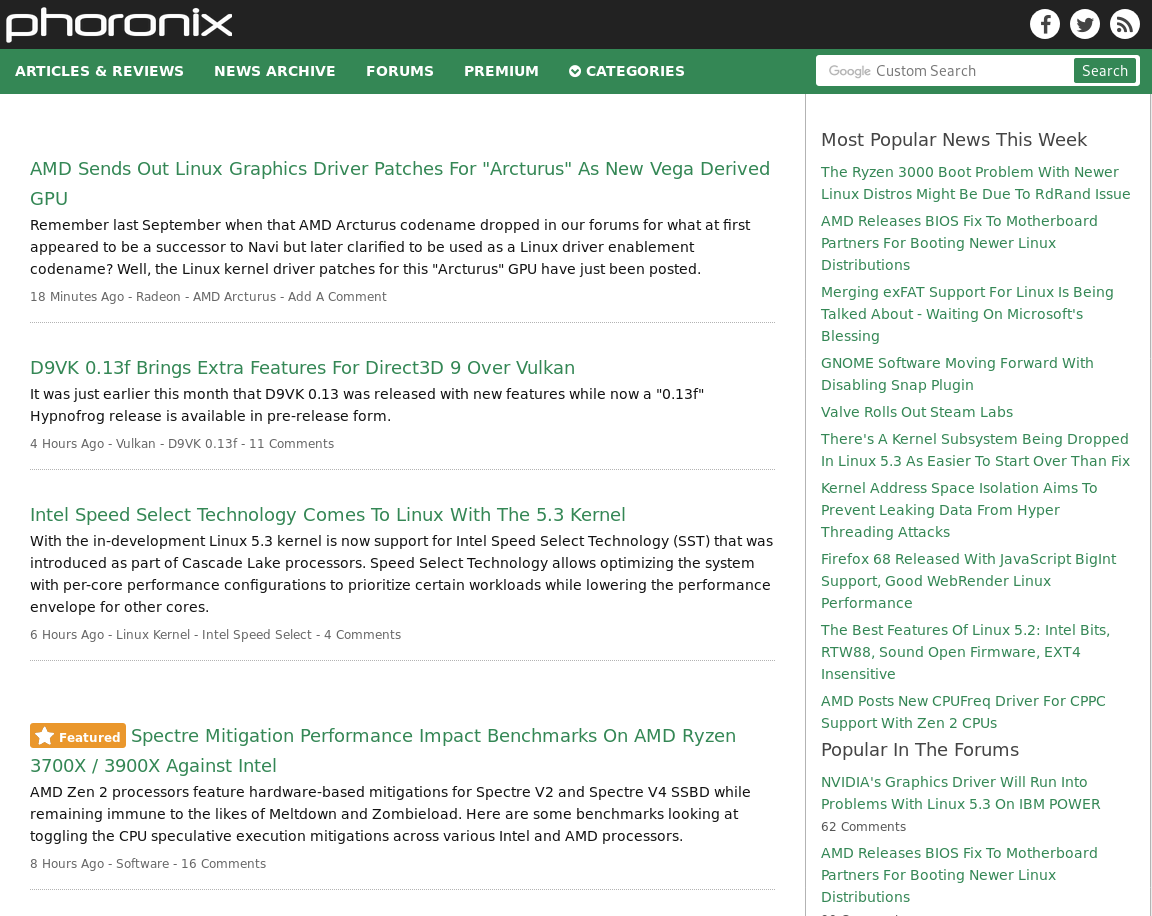 phoronix
ARTICLES & REVIEWS NEWS ARCHIVE FORUMS PREMIUM CATEGORIES
Google Custom Search Search
AMD Sends Out Linux Graphics Driver Patches For "Arcturus" As New Vega Derived
GPU
Remember last September when that AMD Arcturus codename dropped in our forums for what at first
appeared to be a successor to Navi but later clarified to be used as a Linux driver enablement
codename? Well, the Linux kernel driver patches for this "Arcturus" GPU have just been posted.
18 Minutes Ago - Radeon - AMD Arcturus - Add A Comment
D9VK 0.13f Brings Extra Features For Direct3D 9 Over Vulkan
It was just earlier this month that D9VK 0.13 was released with new features while now a "0.13f"
Hypnofrog release is available in pre-release form.
4 Hours Ago - Vulkan - D9VK 0.13f - 11 Comments
Intel Speed Select Technology Comes To Linux With The 5.3 Kernel
With the in-development Linux 5.3 kernel is now support for Intel Speed Select Technology (SST) that was
introduced as part of Cascade Lake processors. Speed Select Technology allows optimizing the system
with per-core performance configurations to prioritize certain workloads while lowering the performance
envelope for other cores.
6 Hours Ago - Linux Kernel - Intel Speed Select - 4 Comments
Featured Spectre Mitigation Performance Impact Benchmarks On AMD Ryzen
3700X / 3900X Against Intel
AMD Zen 2 processors feature hardware-based mitigations for Spectre V2 and Spectre V4 SSBD while
remaining immune to the likes of Meltdown and Zombieload. Here are some benchmarks looking at
toggling the CPU speculative execution mitigations across various Intel and AMD processors.
8 Hours Ago - Software - 16 Comments
Most Popular News This Week
The Ryzen 3000 Boot Problem With Newer
Linux Distros Might Be Due To RdRand Issue
AMD Releases BIOS Fix To Motherboard
Partners For Booting Newer Linux
Distributions
Merging exFAT Support For Linux Is Being
Talked About - Waiting On Microsoft's
Blessing
GNOME Software Moving Forward With
Disabling Snap Plugin
Valve Rolls Out Steam Labs
There's A Kernel Subsystem Being Dropped
In Linux 5.3 As Easier To Start Over Than Fix
Kernel Address Space Isolation Aims To
Prevent Leaking Data From Hyper
Threading Attacks
Firefox 68 Released With JavaScript BigInt
Support, Good WebRender Linux
Performance
The Best Features Of Linux 5.2: Intel Bits,
RTW88, Sound Open Firmware, EXT4
Insensitive
AMD Posts New CPUFreq Driver For CPPC
Support With Zen 2 CPUs
Popular In The Forums
NVIDIA's Graphics Driver Will Run Into
Problems With Linux 5.3 On IBM POWER
62 Comments
AMD Releases BIOS Fix To Motherboard
Partners For Booting Newer Linux
Distributions